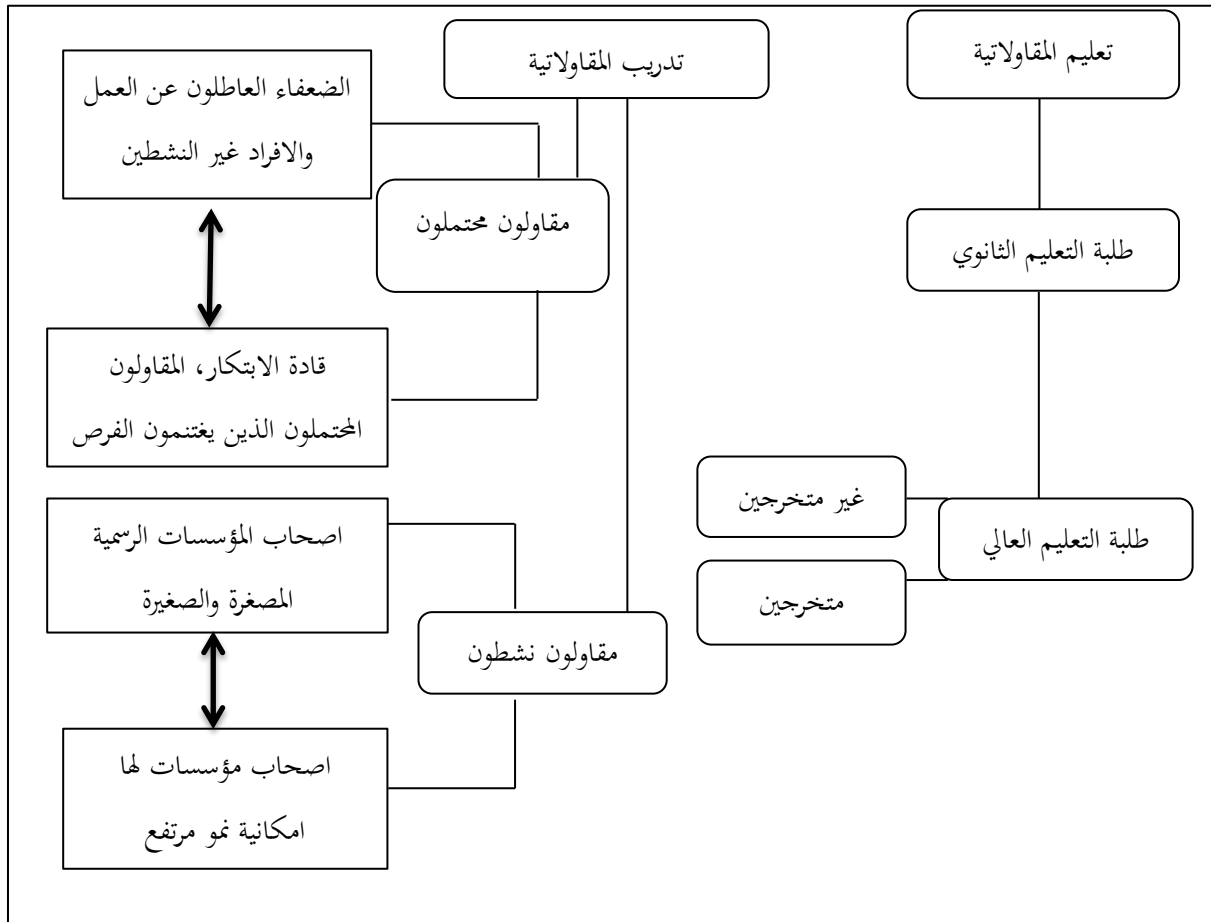 تعليم المقاولاتية
تدريب المقاولاتية
الضعفاء العاطلون عن العمل
والافراد غير النشطين
مقاولون محتملون
طلبة التعليم الثانوي
قادة الابتكار، المقاولون
المحتملون الذين يغتنمون الفرص
غير متخرجين
طلبة التعليم العالي
متخرجين
اصحاب المؤسسات الرسمية
المصغرة والصغيرة
مقاولون نشطون
اصحاب مؤسسات لها
امكانية نمو مرتفع